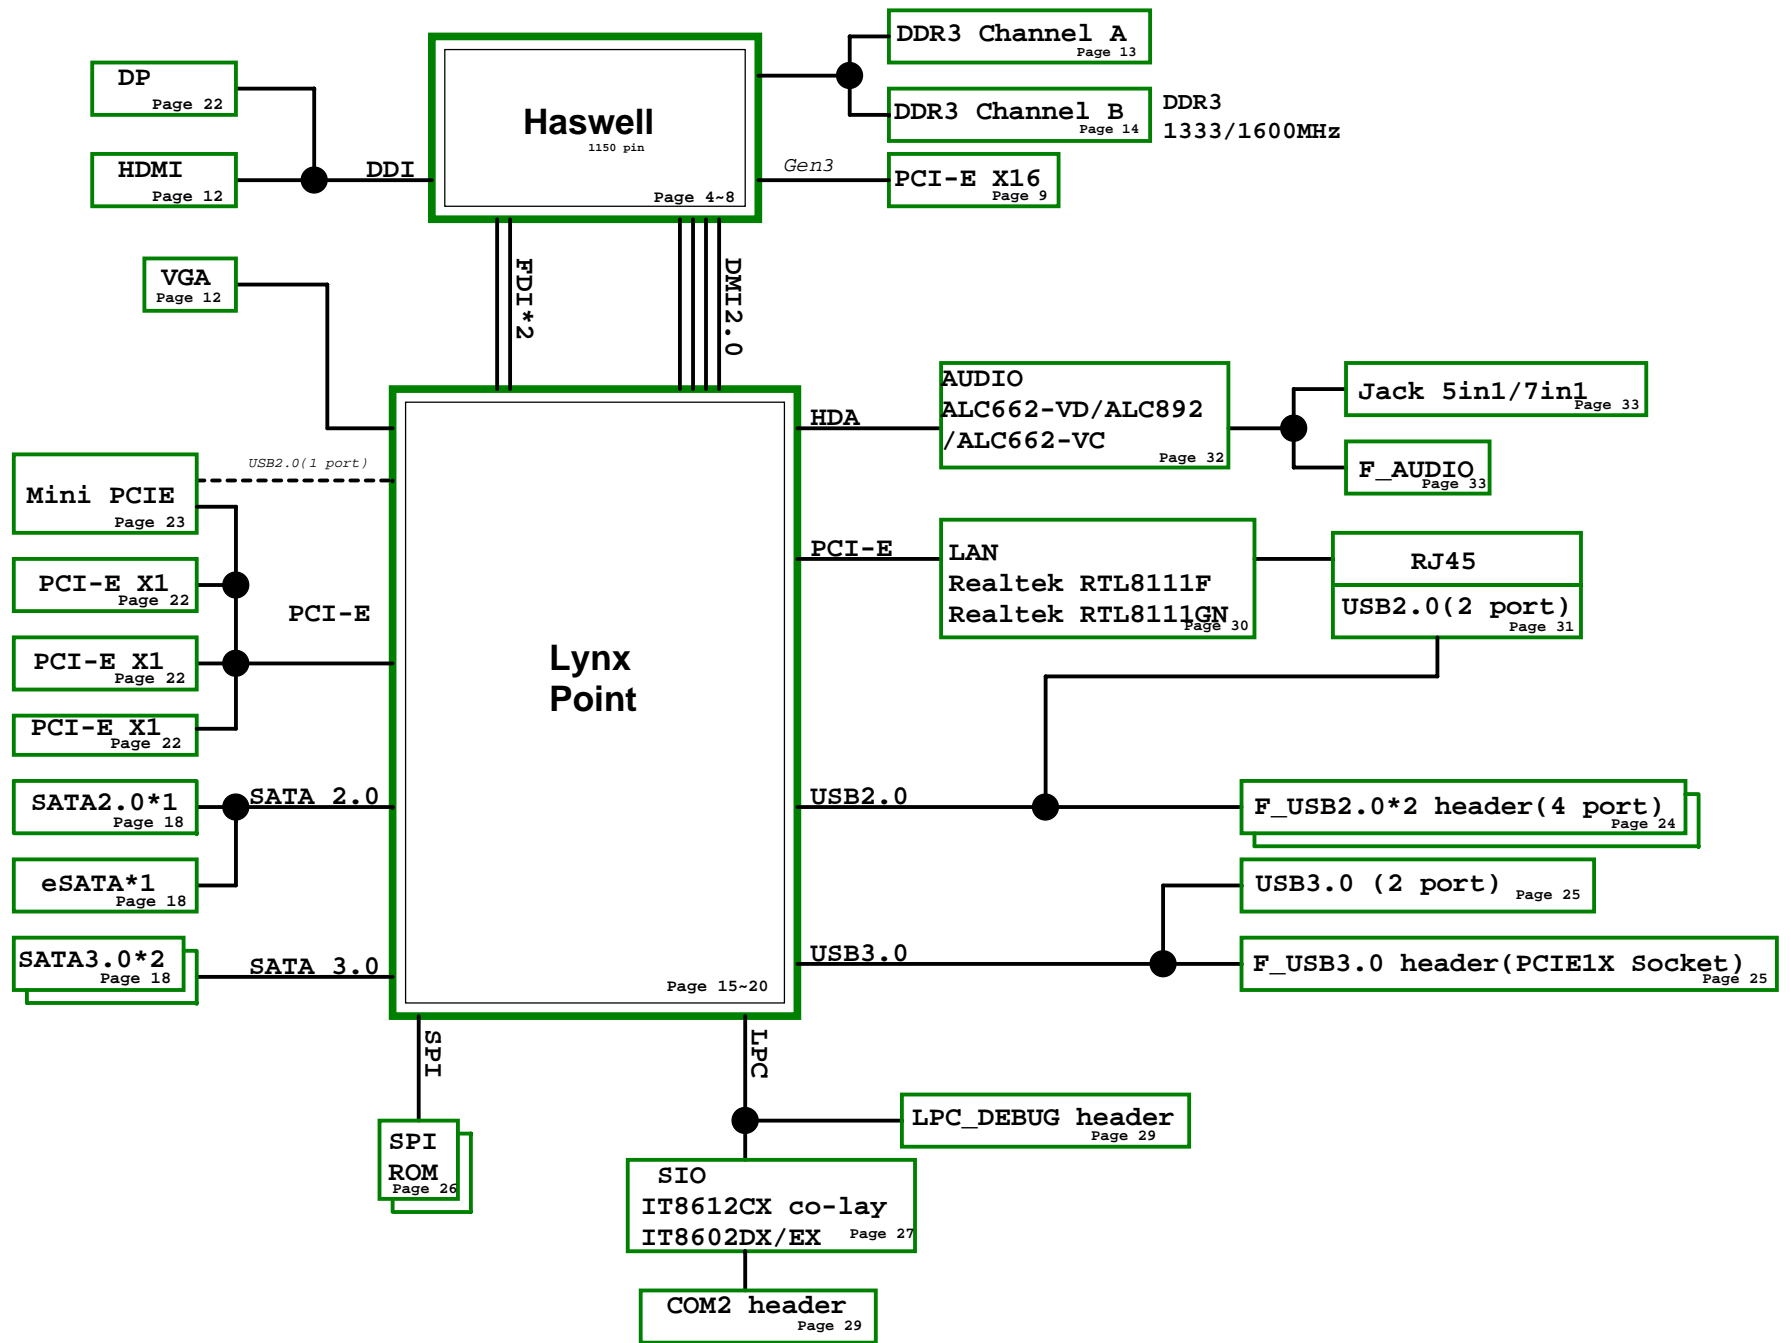 DDR3 Channel A
Page 13
DP
Page 22
Haswell
1150 pin
Page 4~8
DDR3 Channel B
Page 14
DDR3
1333/1600MHz
HDMI
Page 12
DDI
Gen3
PCI-E X16
Page 9
VGA
Page 12
FDI*2
DMI2.0
AUDIO
ALC662-VD/ALC892
/ALC662-VC
Page 32
HDA
Jack 5in1/7in1
Page 33
F_AUDIO
Page 33
USB2.0(1 port)
Mini PCIE
Page 23
PCI-E
LAN
Realtek RTL8111F
Realtek RTL8111GN
Page 30
RJ45
USB2.0(2 port)
Page 31
PCI-E X1
Page 22
PCI-E
PCI-E X1
Page 22
PCI-E X1
Page 22
Lynx
Point
Page 15~20
SATA2.0*1
Page 18
SATA 2.0
USB2.0
F_USB2.0*2 header(4 port)
Page 24
eSATA*1
Page 18
USB3.0 (2 port)
Page 25
SATA3.0*2
Page 18
SATA 3.0
USB3.0
F_USB3.0 header(PCIE1X Socket)
Page 25
SPI
LPC
SPI
ROM
Page 26
LPC_DEBUG header
Page 29
SIO
IT8612CX co-lay
IT8602DX/EX
Page 27
COM2 header
Page 29